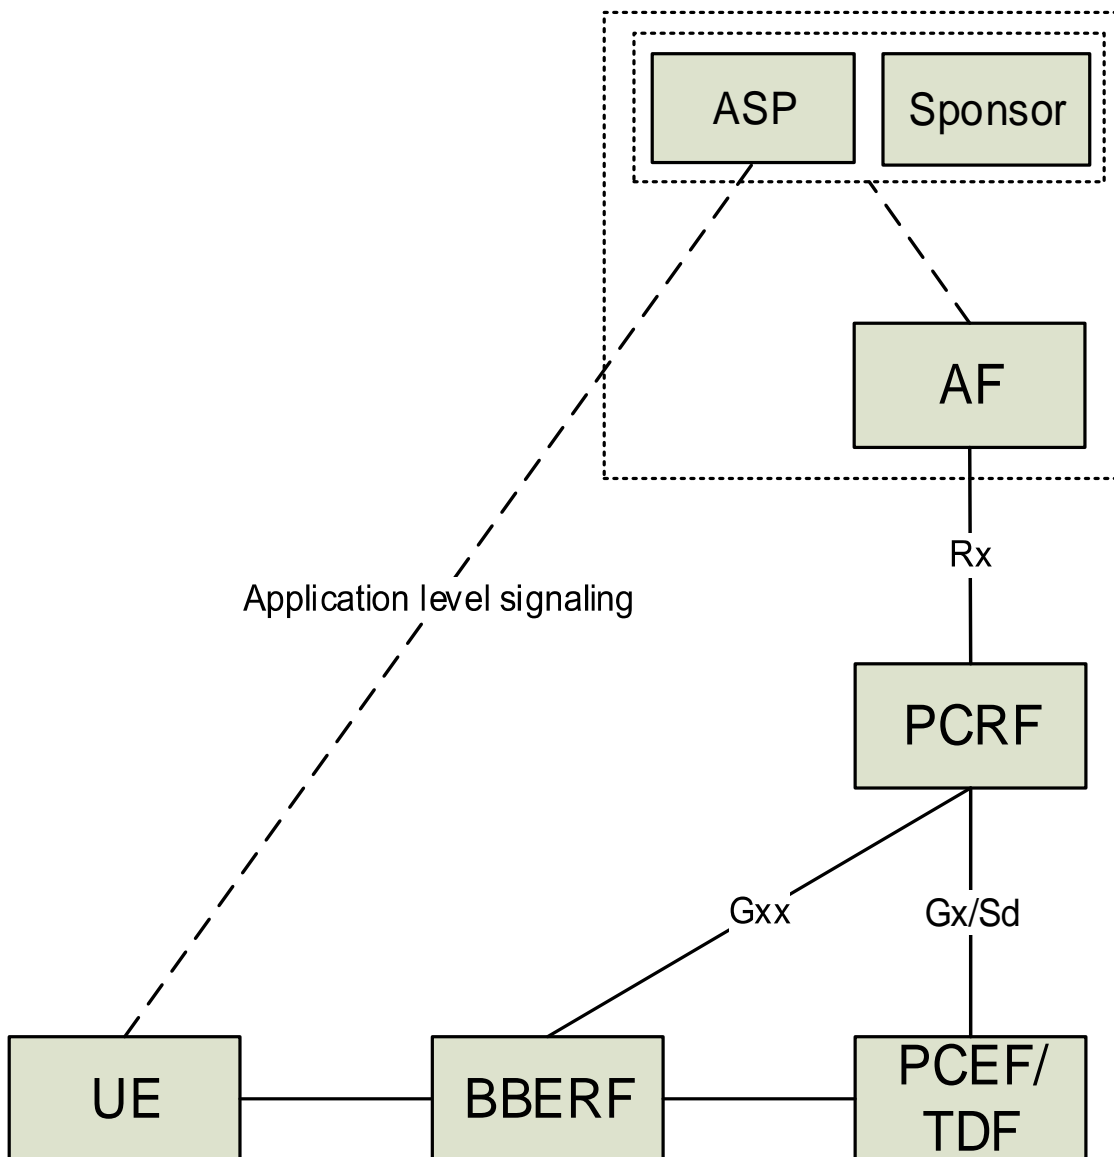 ASP
Sponsor
AF
Rx
Application level signaling
PCRF
Gxx
Gx/Sd
UE
BBERF
PCEF/
TDF